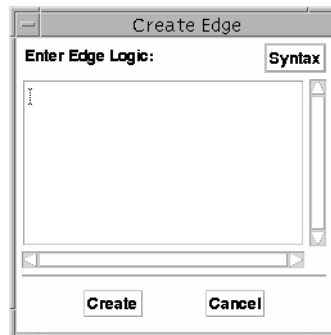 Create Edge
Enter Edge Logic:
Syntax
Create
Cancel